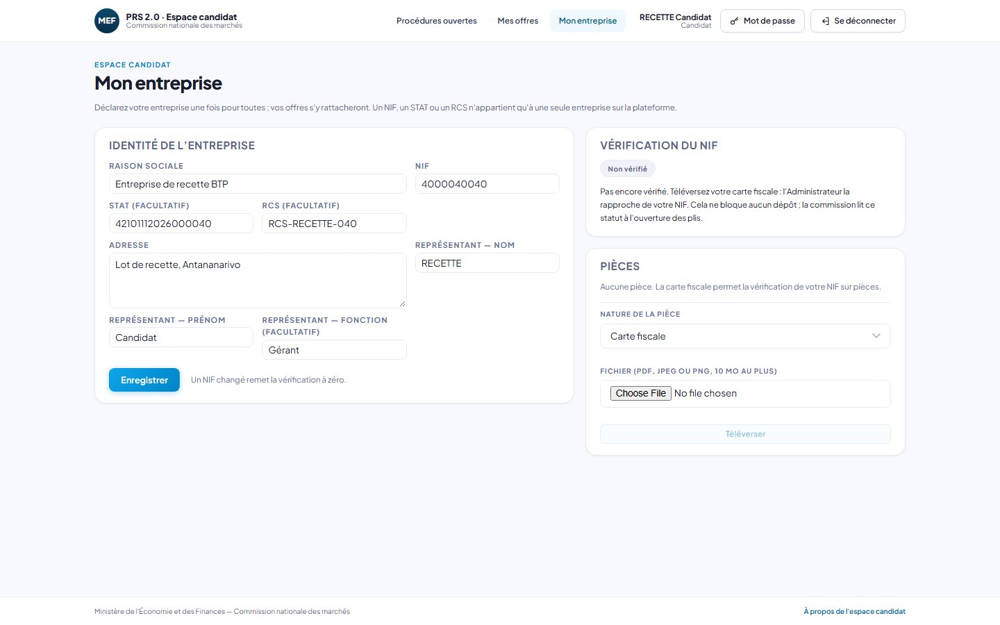 MEF
PRS 2.0 · Espace candidat
Commission nationale des marchés
Procédures ouvertes
Mes offres
Mon entreprise
RECETTE Candidat
Candidat
Mot de passe
Se déconnecter
ESPACE CANDIDAT
Mon entreprise
Déclarez votre entreprise une fois pour toutes ; vos offres s'y rattacheront. Un NIF, un STAT ou un RCS n'appartient qu'à une seule entreprise sur la plateforme.
IDENTITÉ DE L'ENTREPRISE
RAISON SOCIALE
NIF
Entreprise de recette BTP
4000040040
STAT (FACULTATIF)
RCS (FACULTATIF)
42101112026000040
RCS-RECETTE-040
ADRESSE
REPRÉSENTANT — NOM
Lot de recette, Antananarivo
RECETTE
REPRÉSENTANT — PRÉNOM
REPRÉSENTANT — FONCTION
(FACULTATIF)
Candidat
Gérant
Enregistrer
Un NIF changé remet la vérification à zéro.
VÉRIFICATION DU NIF
Non vérifié
Pas encore vérifié. Téléversez votre carte fiscale : l'Administrateur la
rapproche de votre NIF. Cela ne bloque aucun dépôt ; la commission lit ce
statut à l'ouverture des plis.
PIÈCES
Aucune pièce. La carte fiscale permet la vérification de votre NIF sur pièces.
NATURE DE LA PIÈCE
Carte fiscale
FICHIER (PDF, JPEG OU PNG, 10 MO AU PLUS)
Choose File No file chosen
Téléverser
Ministère de l'Économie et des Finances — Commission nationale des marchés
À propos de l'espace candidat